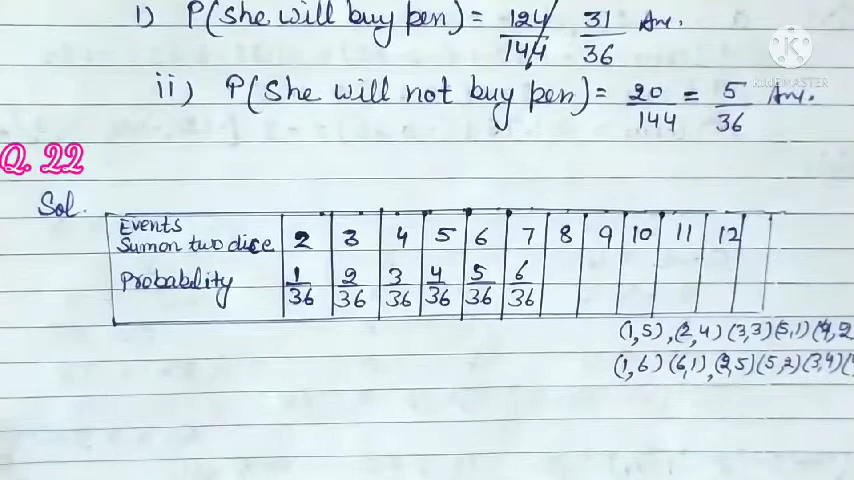 i) P(she will buy pen) = 124/144 31/36 Ans.
KINEMASTER
ii) P(she will not buy pen) = 20/144 = 5/36 Ans.
Q. 22
Sol.
Events
Sum on two dice 2 3 4 5 6 7 8 9 10 11 12
Probability 1/36 2/36 3/36 4/36 5/36 6/36
(1,5), (2,4) (3,3) (5,1) (4,2
(1,6) (6,1), (2,5) (5,2) (3,4) (